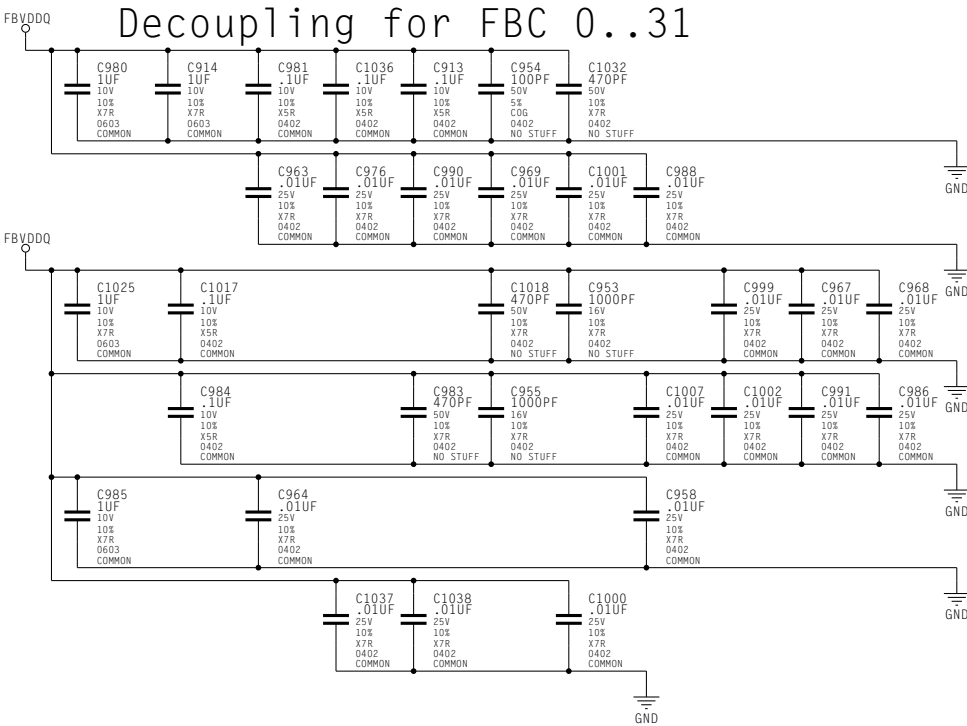 Decoupling for FBC 0..31
FBVDDQ
C980
1UF
10V
10%
X7R
0603
COMMON
C914
1UF
10V
10%
X7R
0603
COMMON
C981
.1UF
10V
10%
X5R
0402
COMMON
C1036
.1UF
10V
10%
X5R
0402
COMMON
C913
.1UF
10V
10%
X5R
0402
COMMON
C954
100PF
50V
5%
COG
0402
NO STUFF
C1032
470PF
50V
10%
X7R
0402
NO STUFF
GND
C963
.01UF
25V
10%
X7R
0402
COMMON
C976
.01UF
25V
10%
X7R
0402
COMMON
C990
.01UF
25V
10%
X7R
0402
COMMON
C969
.01UF
25V
10%
X7R
0402
COMMON
C1001
.01UF
25V
10%
X7R
0402
COMMON
C988
.01UF
25V
10%
X7R
0402
COMMON
GND
FBVDDQ
C1025
1UF
10V
10%
X7R
0603
COMMON
C1017
.1UF
10V
10%
X5R
0402
COMMON
C1018
470PF
50V
10%
X7R
0402
NO STUFF
C953
1000PF
16V
10%
X7R
0402
NO STUFF
C999
.01UF
25V
10%
X7R
0402
COMMON
C967
.01UF
25V
10%
X7R
0402
COMMON
C968
.01UF
25V
10%
X7R
0402
COMMON
GND
C984
.1UF
10V
10%
X5R
0402
COMMON
C983
470PF
50V
10%
X7R
0402
NO STUFF
C955
1000PF
16V
10%
X7R
0402
NO STUFF
C1007
.01UF
25V
10%
X7R
0402
COMMON
C1002
.01UF
25V
10%
X7R
0402
COMMON
C991
.01UF
25V
10%
X7R
0402
COMMON
C986
.01UF
25V
10%
X7R
0402
COMMON
GND
C985
1UF
10V
10%
X7R
0603
COMMON
C964
.01UF
25V
10%
X7R
0402
COMMON
C958
.01UF
25V
10%
X7R
0402
COMMON
GND
C1037
.01UF
25V
10%
X7R
0402
COMMON
C1038
.01UF
25V
10%
X7R
0402
COMMON
C1000
.01UF
25V
10%
X7R
0402
COMMON
GND